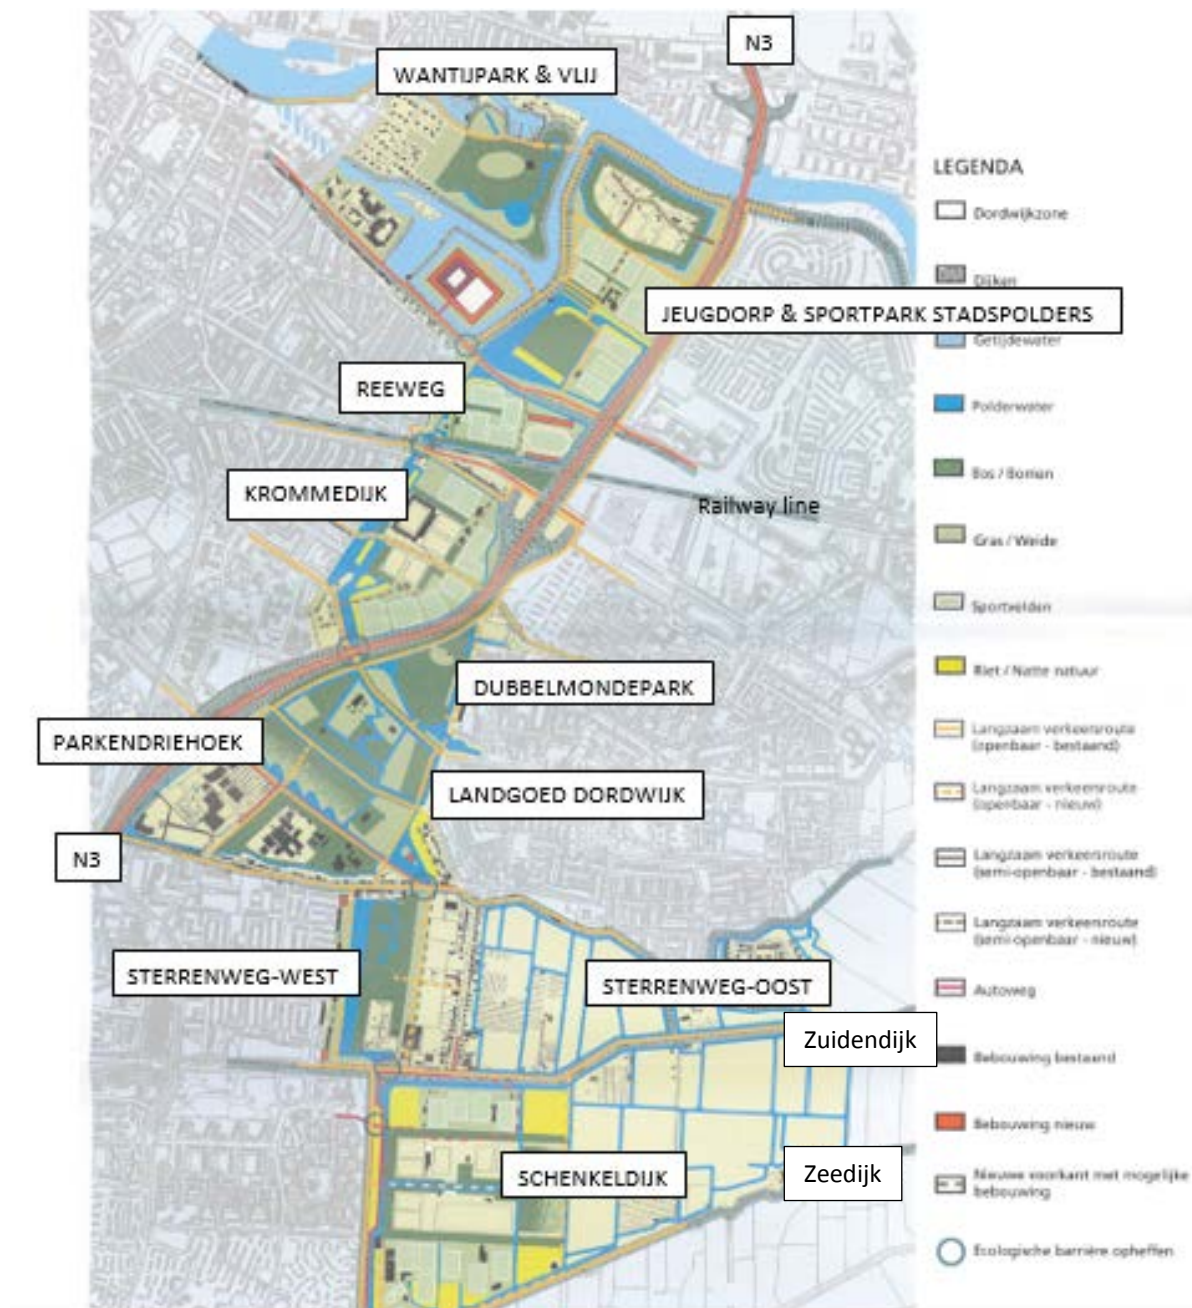 N3
WANTIJPARK & VLIJ
LEGENDA
Dordwijkzone
Dijken
JEUGDORP & SPORTPARK STADSPOLDERS
Getijdewater
REEWEG
Polderwater
KROMMEDIJK
Bos / Bomen
Railway line
Gras / Weide
Sportvelden
DUBBELMONDEPARK
Riet / Natte natuur
PARKENDRIEHOEK
Langzaam verkeersroute
(openbaar - bestaand)
LANDGOED DORDWIJK
Langzaam verkeersroute
(openbaar - nieuw)
N3
Langzaam verkeersroute
(semi-openbaar - bestaand)
Langzaam verkeersroute
(semi-openbaar - nieuw)
STERRENWEG-WEST
STERRENWEG-OOST
Autoweg
Zuidendijk
Bebouwing bestaand
Bebouwing nieuw
SCHENKELDIJK
Zeedijk
Nieuwe voorkant met mogelijke
bebouwing
Ecologische barrière opheffen